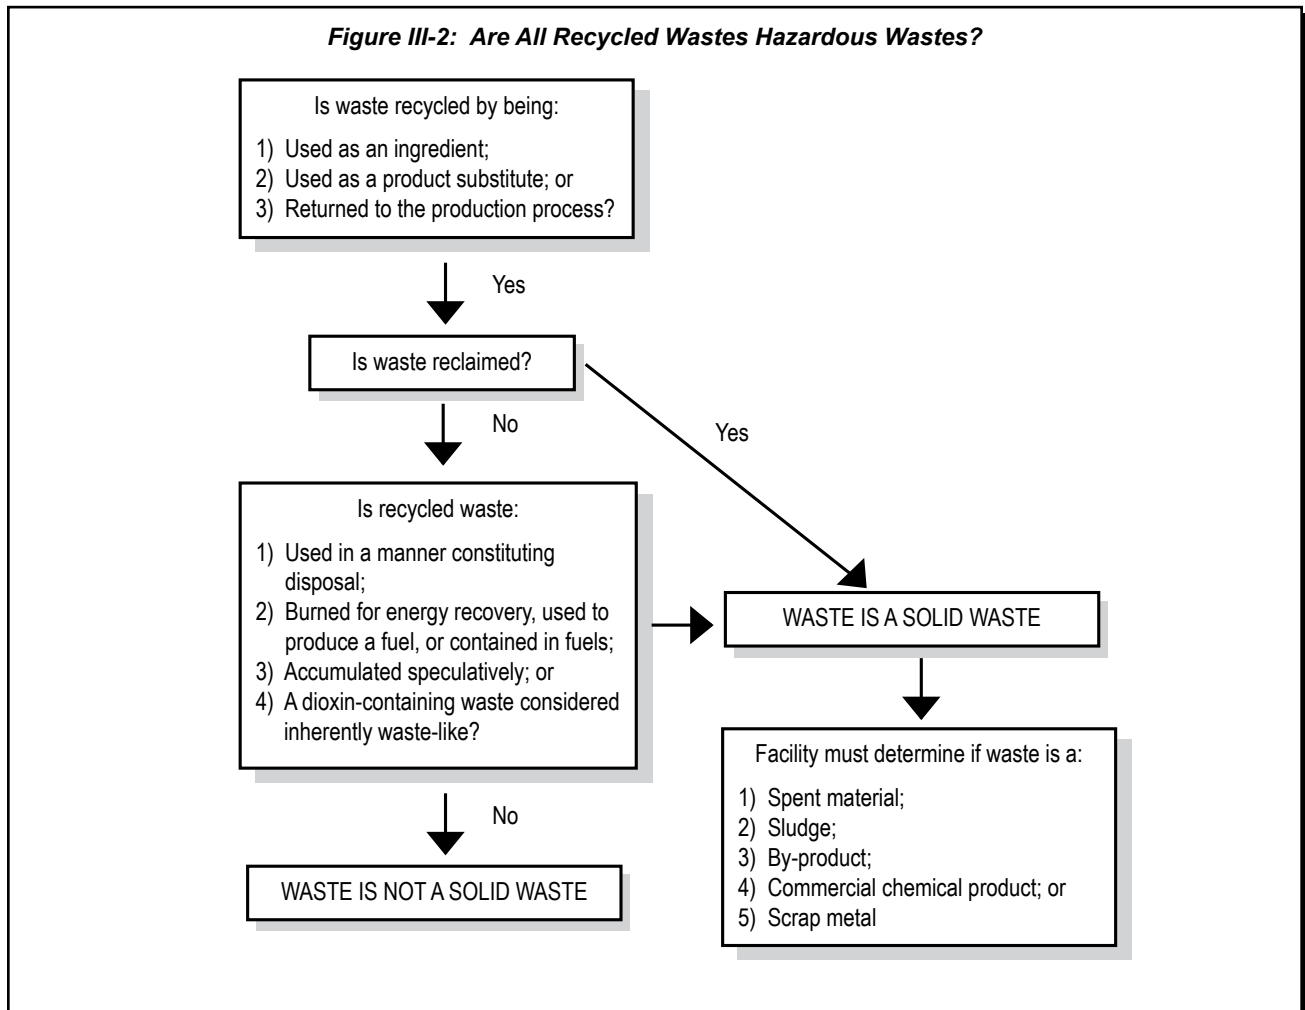 Figure III-2: Are All Recycled Wastes Hazardous Wastes?
Is waste recycled by being:
1) Used as an ingredient;
2) Used as a product substitute; or
3) Returned to the production process?
Yes
Is waste reclaimed?
No
Yes
Is recycled waste:
1) Used in a manner constituting
disposal;
2) Burned for energy recovery, used to
produce a fuel, or contained in fuels;
3) Accumulated speculatively; or
4) A dioxin-containing waste considered
inherently waste-like?
WASTE IS A SOLID WASTE
Facility must determine if waste is a:
1) Spent material;
2) Sludge;
3) By-product;
4) Commercial chemical product; or
5) Scrap metal
No
WASTE IS NOT A SOLID WASTE